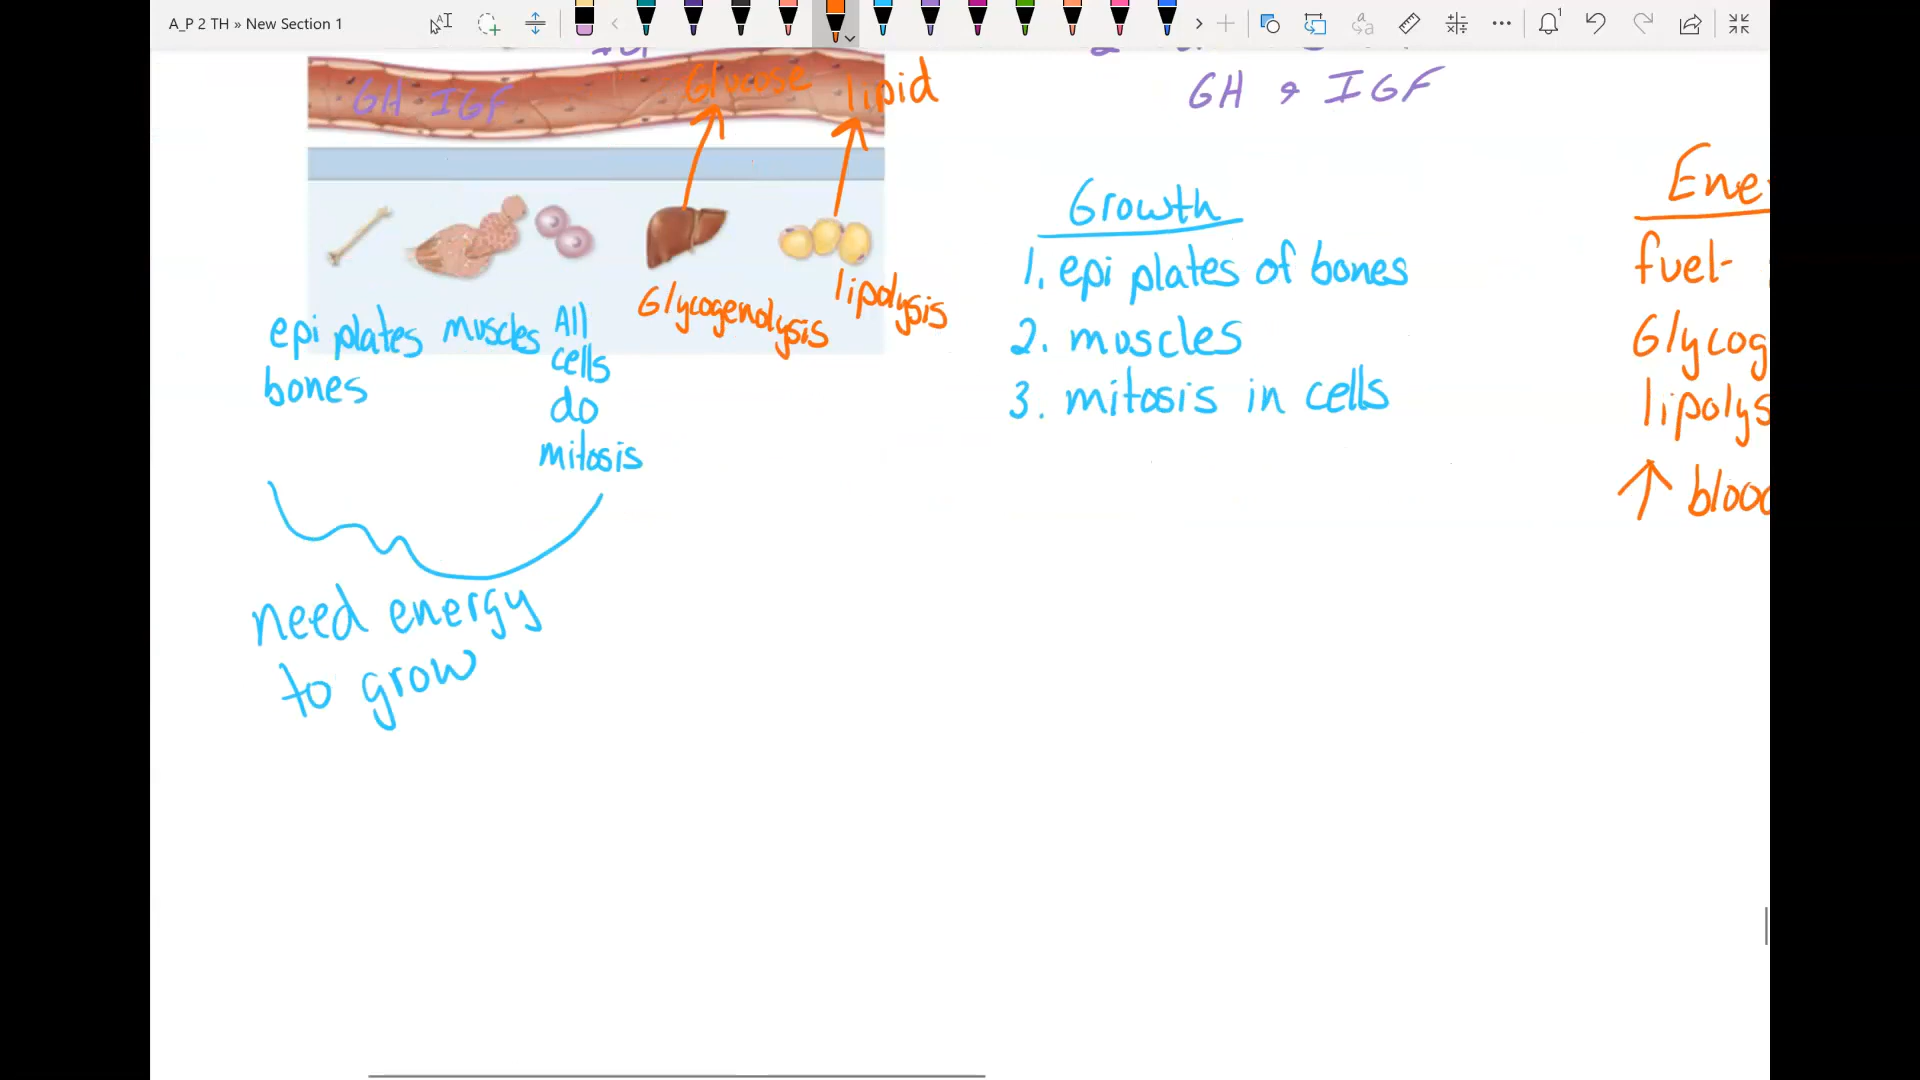 A_P 2 TH » New Section 1
GH IGF
Glucose
lipid
GH & IGF
Growth
1. epi plates of bones
2. muscles
3. mitosis in cells
Glycogenolysis
lipolysis
epi plates
bones
muscles
All
cells
do
mitosis
need energy
to grow
Ene
fuel-
Glycog
lipolys
↑ blood